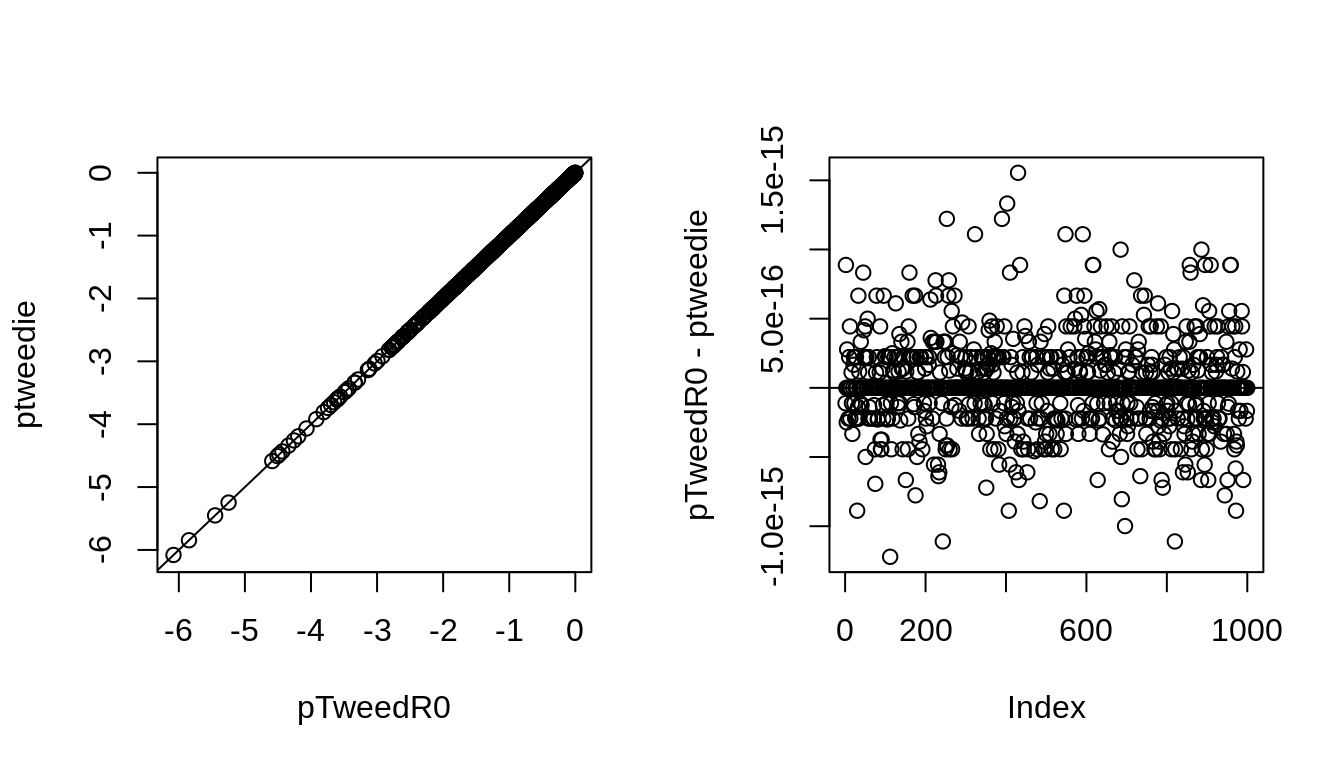 ptweedie
0
-1
-2
-3
-4
-5
-6
-6 -5 -4 -3 -2 -1 0
pTweedR0
pTweedR0 - ptweedie
1.5e-15
5.0e-16
-1.0e-15
0 200 600 1000
Index